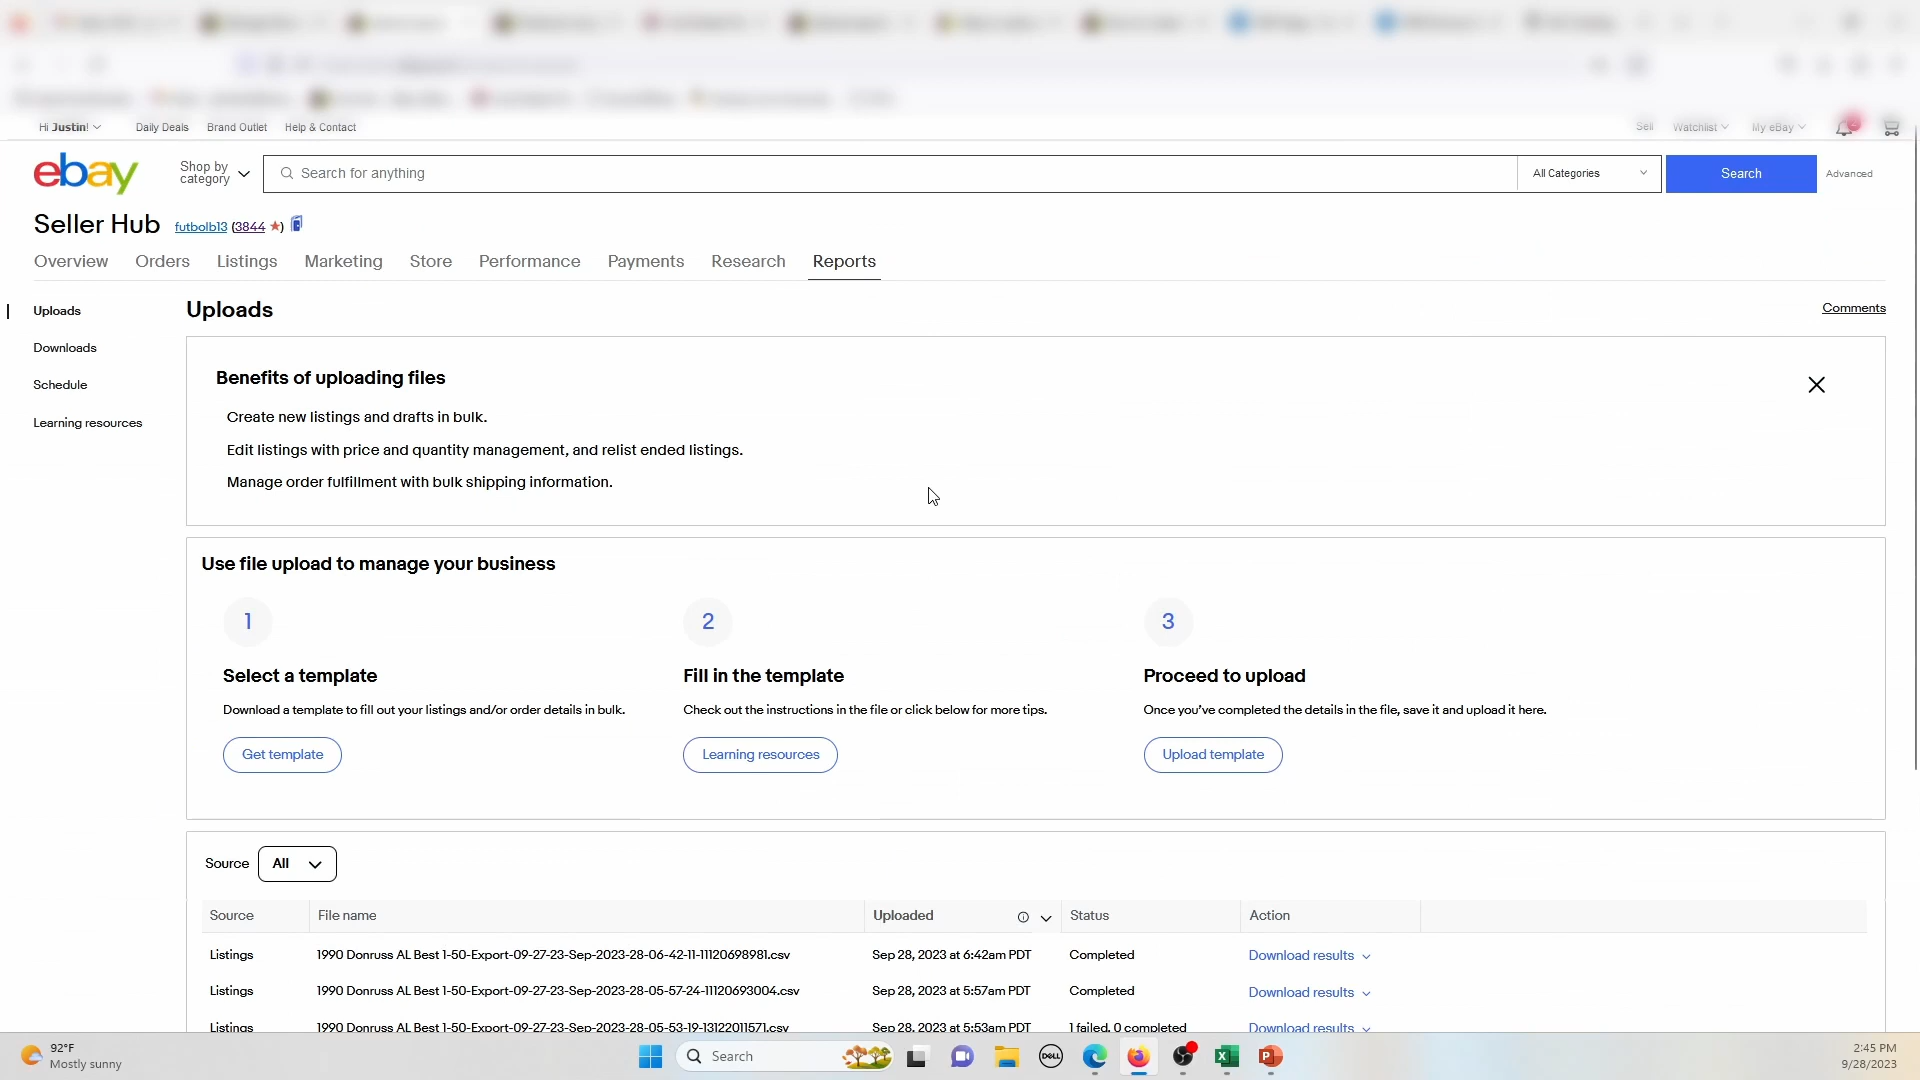 Hi Justin!
Daily Deals
Brand Outlet
Help & Contact
Sell
Watchlist
My eBay
ebay
Shop by
category
Search for anything
All Categories
Search
Advanced
Seller Hub
futbolb13 (3844)
Overview
Orders
Listings
Marketing
Store
Performance
Payments
Research
Reports
Uploads
Downloads
Schedule
Learning resources
Uploads
Comments
Benefits of uploading files
Create new listings and drafts in bulk.
Edit listings with price and quantity management, and relist ended listings.
Manage order fulfillment with bulk shipping information.
Use file upload to manage your business
1
Select a template
Download a template to fill out your listings and/or order details in bulk.
Get template
2
Fill in the template
Check out the instructions in the file or click below for more tips.
Learning resources
3
Proceed to upload
Once you've completed the details in the file, save it and upload it here.
Upload template
Source All
Source File name Uploaded Status Action
Listings 1990 Donruss AL Best 1-50-Export-09-27-23-Sep-2023-28-06-42-11-11120698981.csv Sep 28, 2023 at 6:42am PDT Completed Download results
Listings 1990 Donruss AL Best 1-50-Export-09-27-23-Sep-2023-28-05-57-24-11120693004.csv Sep 28, 2023 at 5:57am PDT Completed Download results
Listings 1990 Donruss AL Best 1-50-Export-09-27-23-Sep-2023-28-05-53-19-13122011571.csv Sep 28, 2023 at 5:53am PDT 1 failed, 0 completed Download results
92°F
Mostly sunny
Search
DELL
2:45 PM
9/28/2023